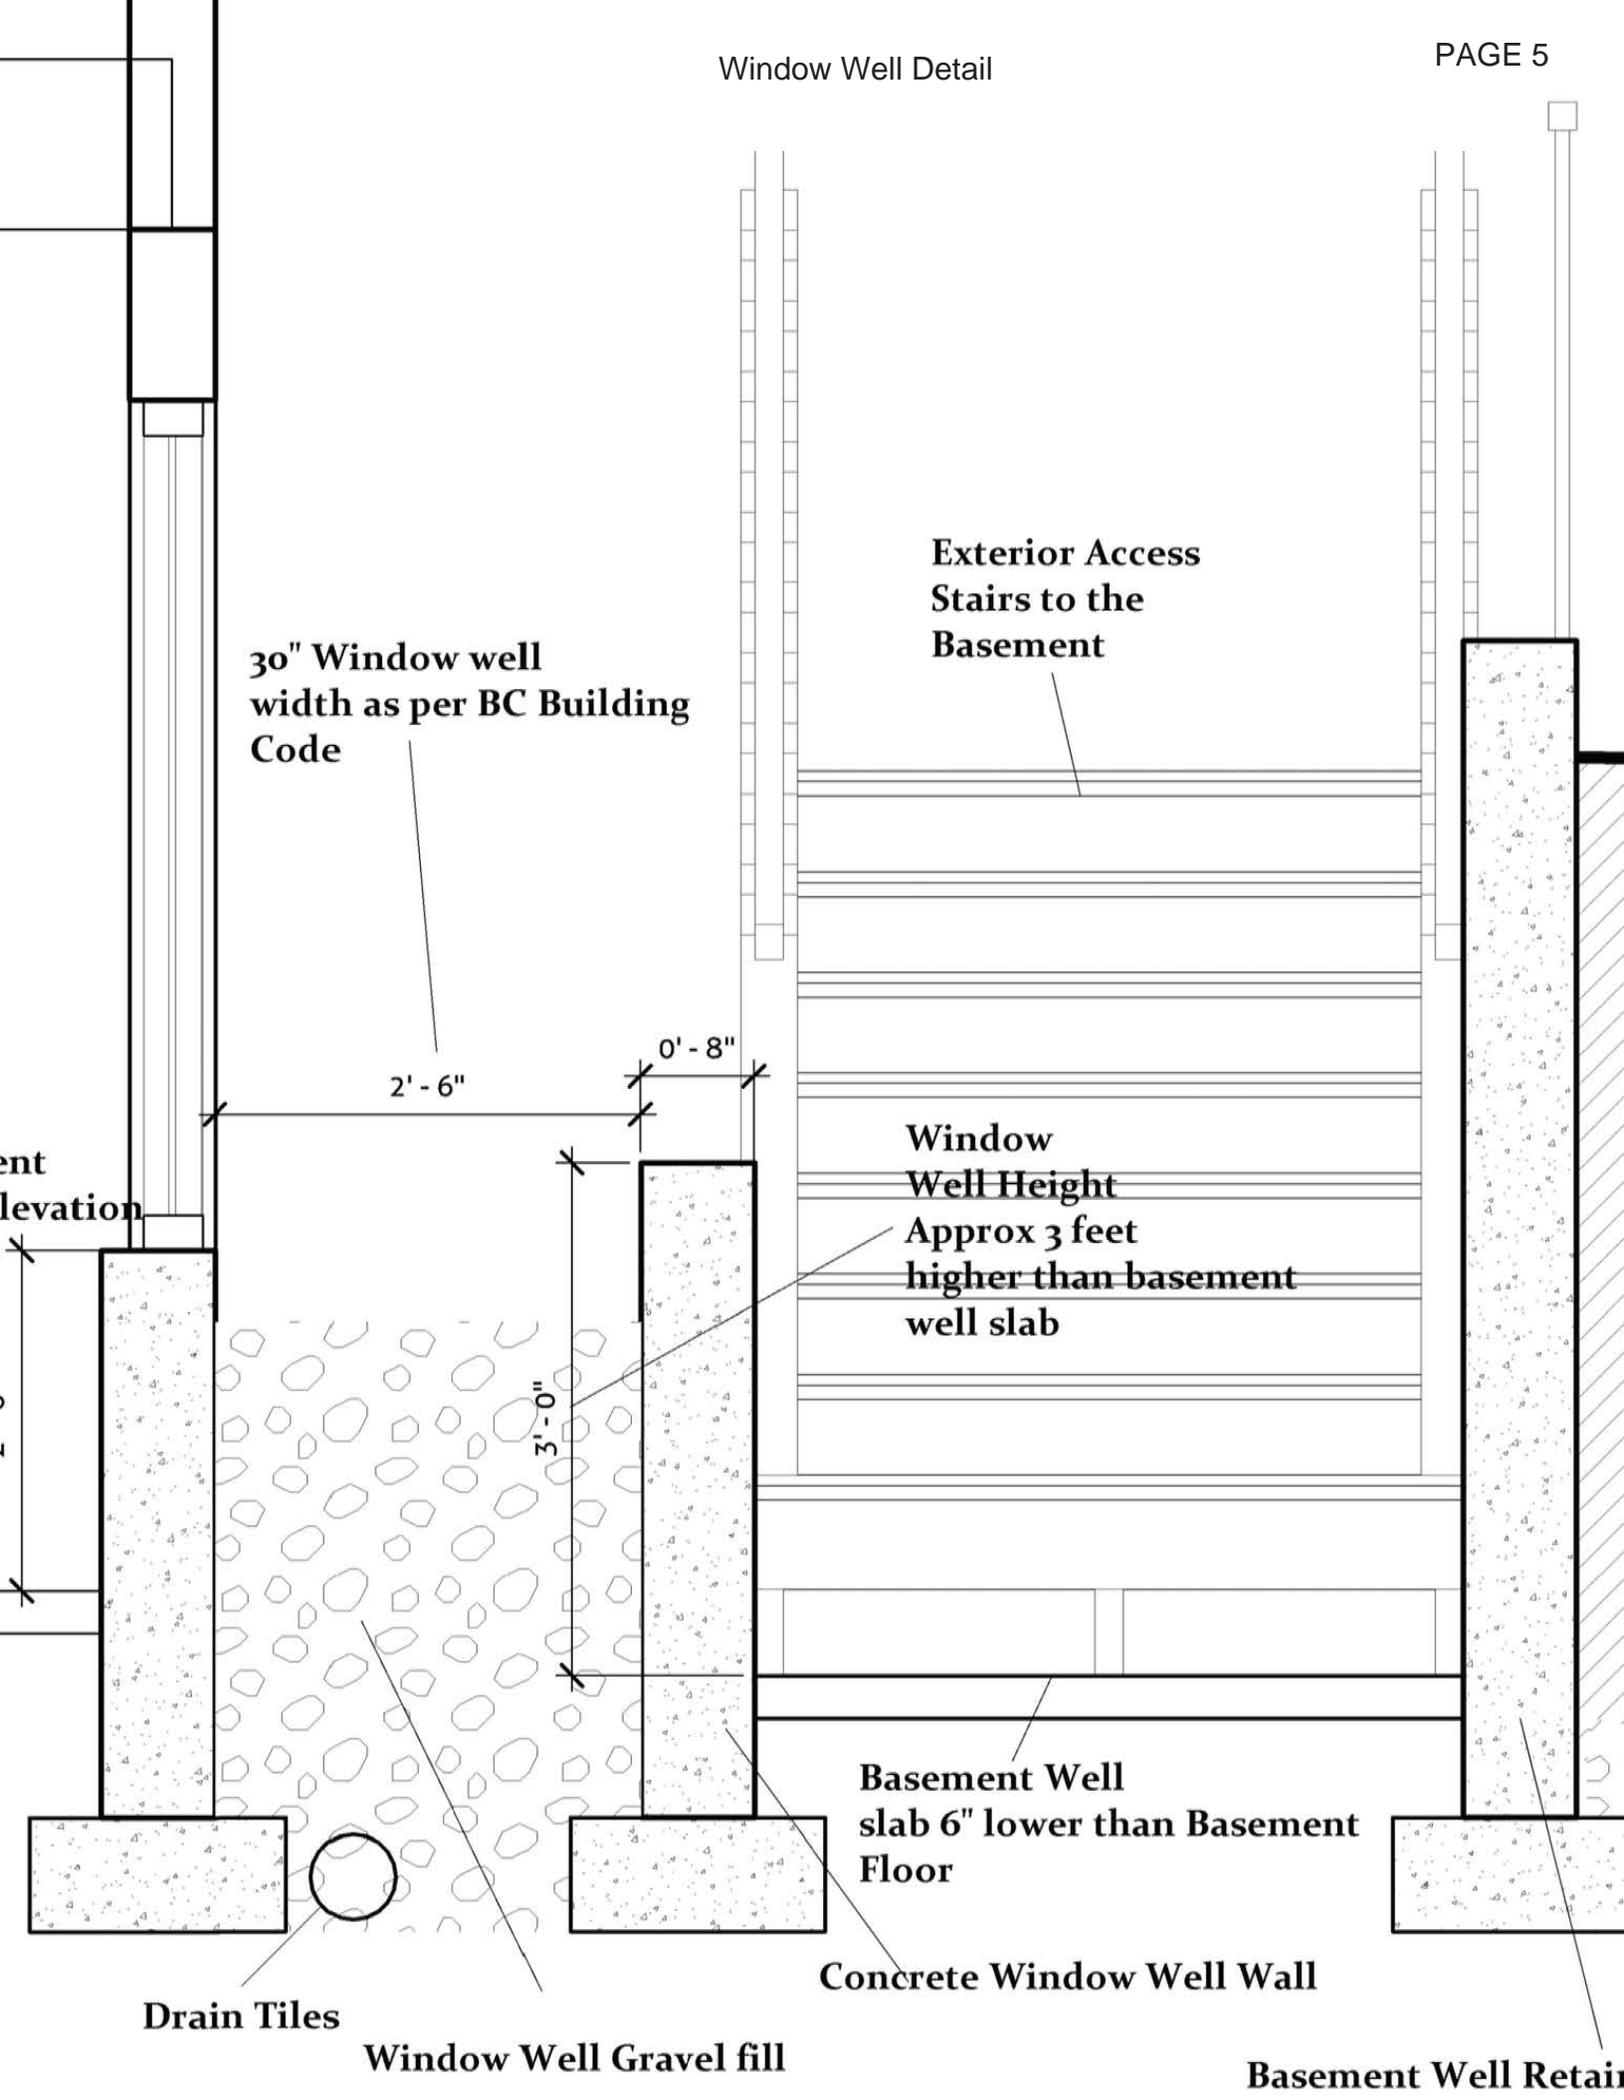 Window Well Detail
PAGE 5
Exterior Access
Stairs to the
Basement
30" Window well
width as per BC Building
Code
0' - 8"
2' - 6"
Window
Well Height
Approx 3 feet
higher than basement
well slab
ent
levation
3' - 0"
Basement Well
slab 6" lower than Basement
Floor
Concrete Window Well Wall
Drain Tiles
Window Well Gravel fill
Basement Well Retai